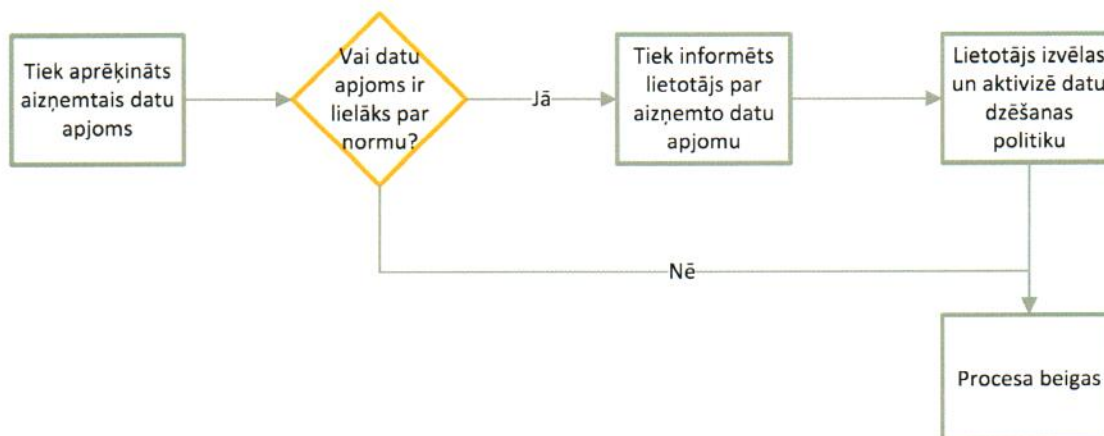 Tiek aprēķināts
aizņemtais datu
apjoms
Vai datu
apjoms ir
lielāks par
normu?
Jā
Tiek informēts
lietotājs par
aizņemto datu
apjomu
Lietotājs izvēlas
un aktivizē datu
dzēšanas
politiku
Nē
Procesa beigas